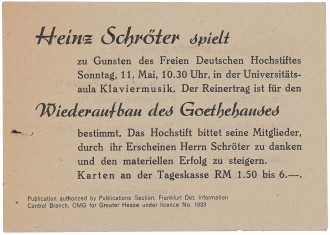 Heinz Schröter spielt
zu Gunsten des Freien Deutschen Hochstiftes
Sonntag, 11. Mai, 10.30 Uhr, in der Universitäts-
aula Klaviermusik. Der Reinertrag ist für den
Wiederaufbau des Goethehauses
bestimmt. Das Hochstift bittet seine Mitglieder,
durch ihr Erscheinen Herrn Schröter zu danken
und den materiellen Erfolg zu steigern.
Karten an der Tageskasse RM 1.50 bis 6.—.
Publication authorized by Publications Section, Frankfurt Det. Information
Control Branch, OMG for Greater Hesse under licence No. 1933